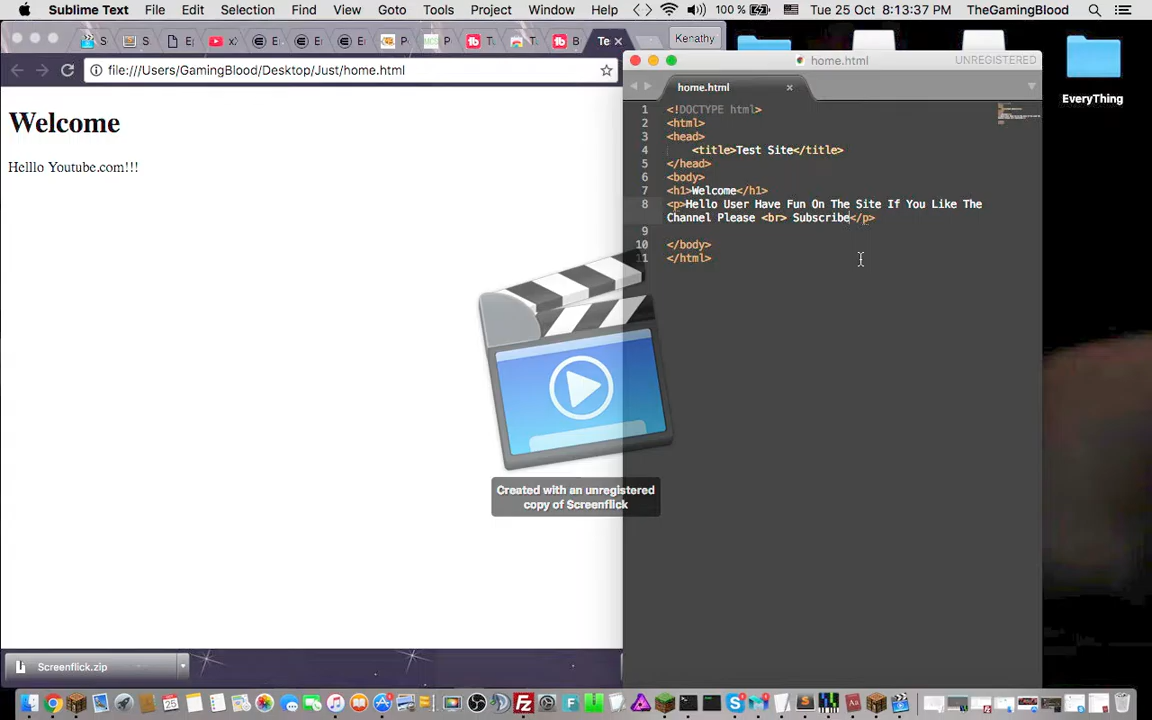 Sublime Text File Edit Selection Find View Goto Tools Project Window Help 100 % Tue 25 Oct 8:13:37 PM TheGamingBlood
Kenathy
file:///Users/GamingBlood/Desktop/Just/home.html
home.html UNREGISTERED
home.html
EveryThing
Welcome
Helllo Youtube.com!!!
1 <!DOCTYPE html>
2 <html>
3 <head>
4 <title>Test Site</title>
5 </head>
6 <body>
7 <h1>Welcome</h1>
8 <p>Hello User Have Fun On The Site If You Like The
Channel Please <br> Subscribe</p>
9
10 </body>
11 </html>
Created with an unregistered
copy of Screenflick
Screenflick.zip